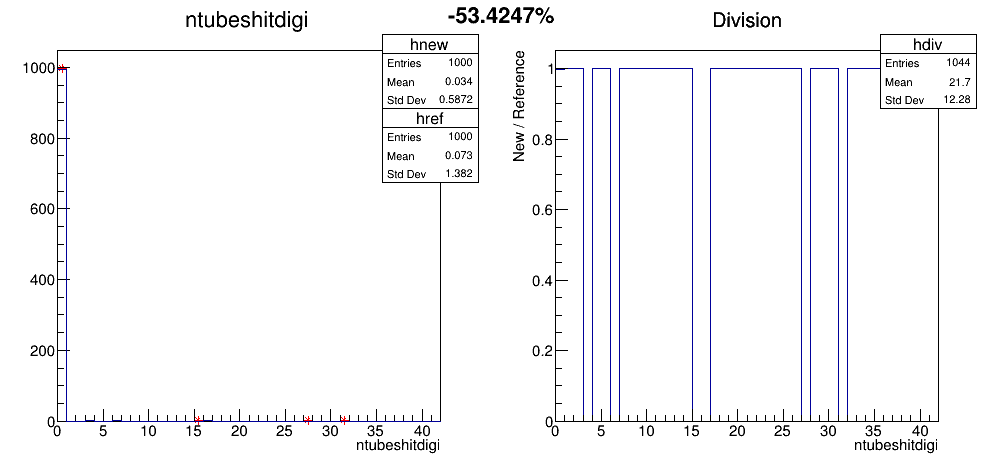 -53.4247%
ntubeshitdigi
hnew
Entries 1000
Mean 0.034
Std Dev 0.5872
href
Entries 1000
Mean 0.073
Std Dev 1.382
1000
800
600
400
200
0
0 5 10 15 20 25 30 35 40
ntubeshitdigi
Division
hdiv
Entries 1044
Mean 21.7
Std Dev 12.28
New / Reference
1
0.8
0.6
0.4
0.2
0
0 5 10 15 20 25 30 35 40
ntubeshitdigi